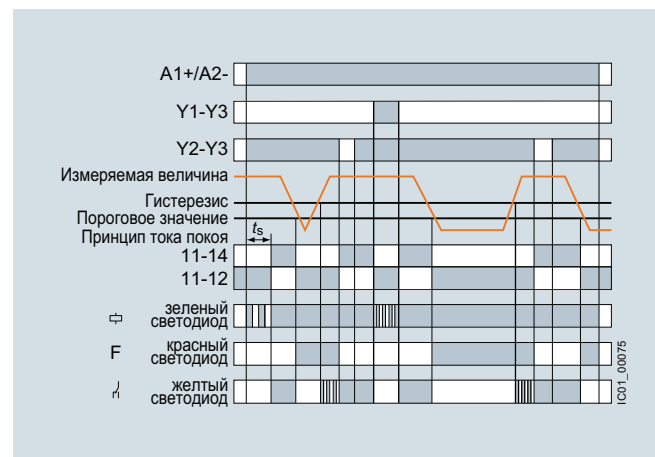 A1+/A2-
Y1-Y3
Y2-Y3
Измеряемая величина
Гистерезис
Пороговое значение
Принцип тока покоя
ts
11-14
11-12
зеленый
светодиод
F
красный
светодиод
желтый
светодиод
IC01_00075